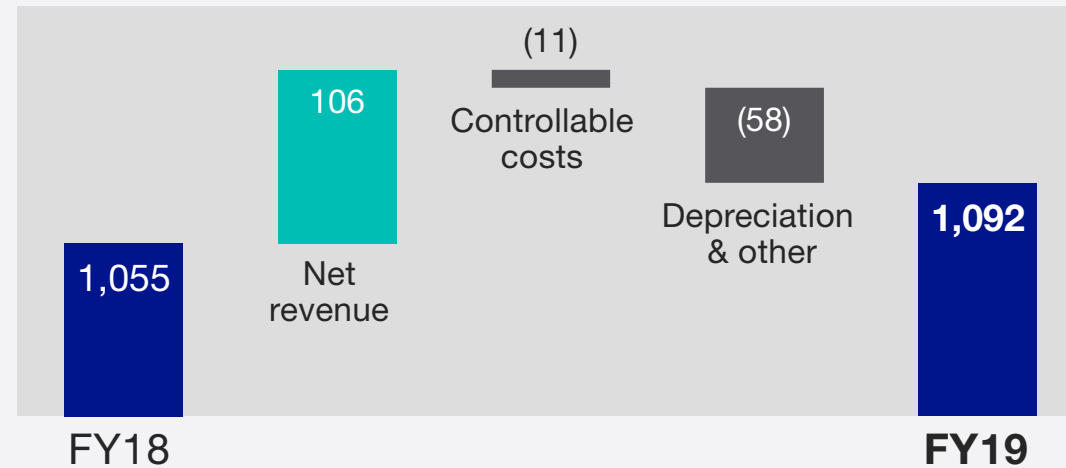 1,055
FY18
106
Net
revenue
(11)
Controllable
costs
(58)
Depreciation
& other
1,092
FY19